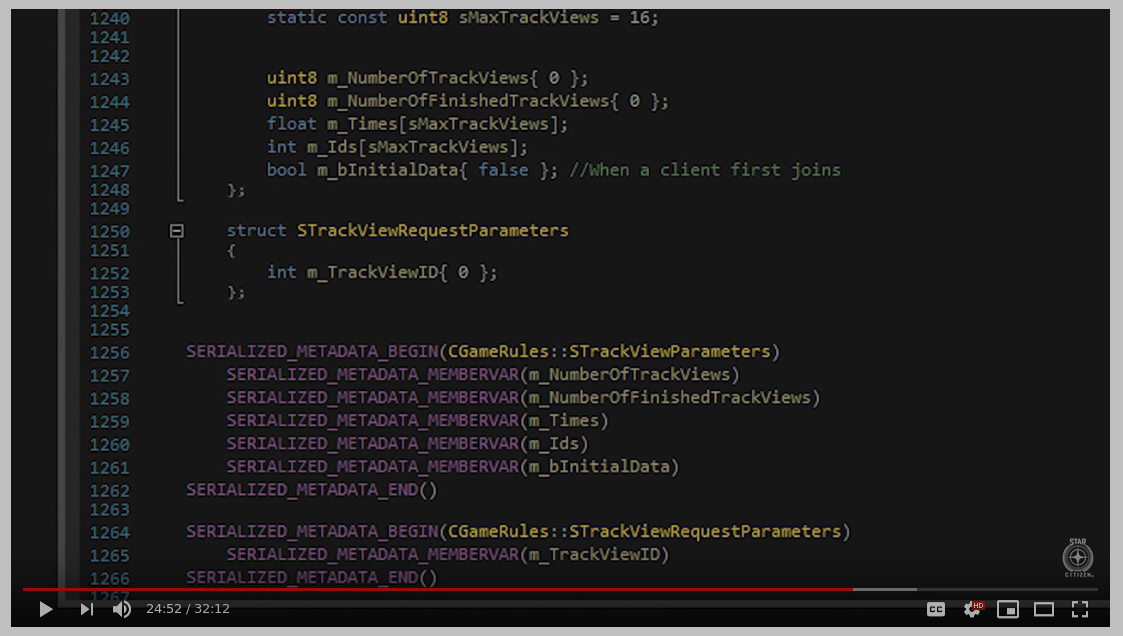 1240 static const uint8 sMaxTrackViews = 16;
1241
1242
1243 uint8 m_NumberOfTrackViews{ 0 };
1244 uint8 m_NumberOfFinishedTrackViews{ 0 };
1245 float m_Times[sMaxTrackViews];
1246 int m_Ids[sMaxTrackViews];
1247 bool m_bInitialData{ false }; //When a client first joins
1248 };
1249
1250 struct STrackViewRequestParameters
1251 {
1252 int m_TrackViewID{ 0 };
1253 };
1254
1255
1256 SERIALIZED_METADATA_BEGIN(CGameRules::STrackViewParameters)
1257 SERIALIZED_METADATA_MEMBERVAR(m_NumberOfTrackViews)
1258 SERIALIZED_METADATA_MEMBERVAR(m_NumberOfFinishedTrackViews)
1259 SERIALIZED_METADATA_MEMBERVAR(m_Times)
1260 SERIALIZED_METADATA_MEMBERVAR(m_Ids)
1261 SERIALIZED_METADATA_MEMBERVAR(m_bInitialData)
1262 SERIALIZED_METADATA_END()
1263
1264 SERIALIZED_METADATA_BEGIN(CGameRules::STrackViewRequestParameters)
1265 SERIALIZED_METADATA_MEMBERVAR(m_TrackViewID)
1266 SERIALIZED_METADATA_END()
1267
STAR
CITIZEN
24:52 / 32:12
CC
HD